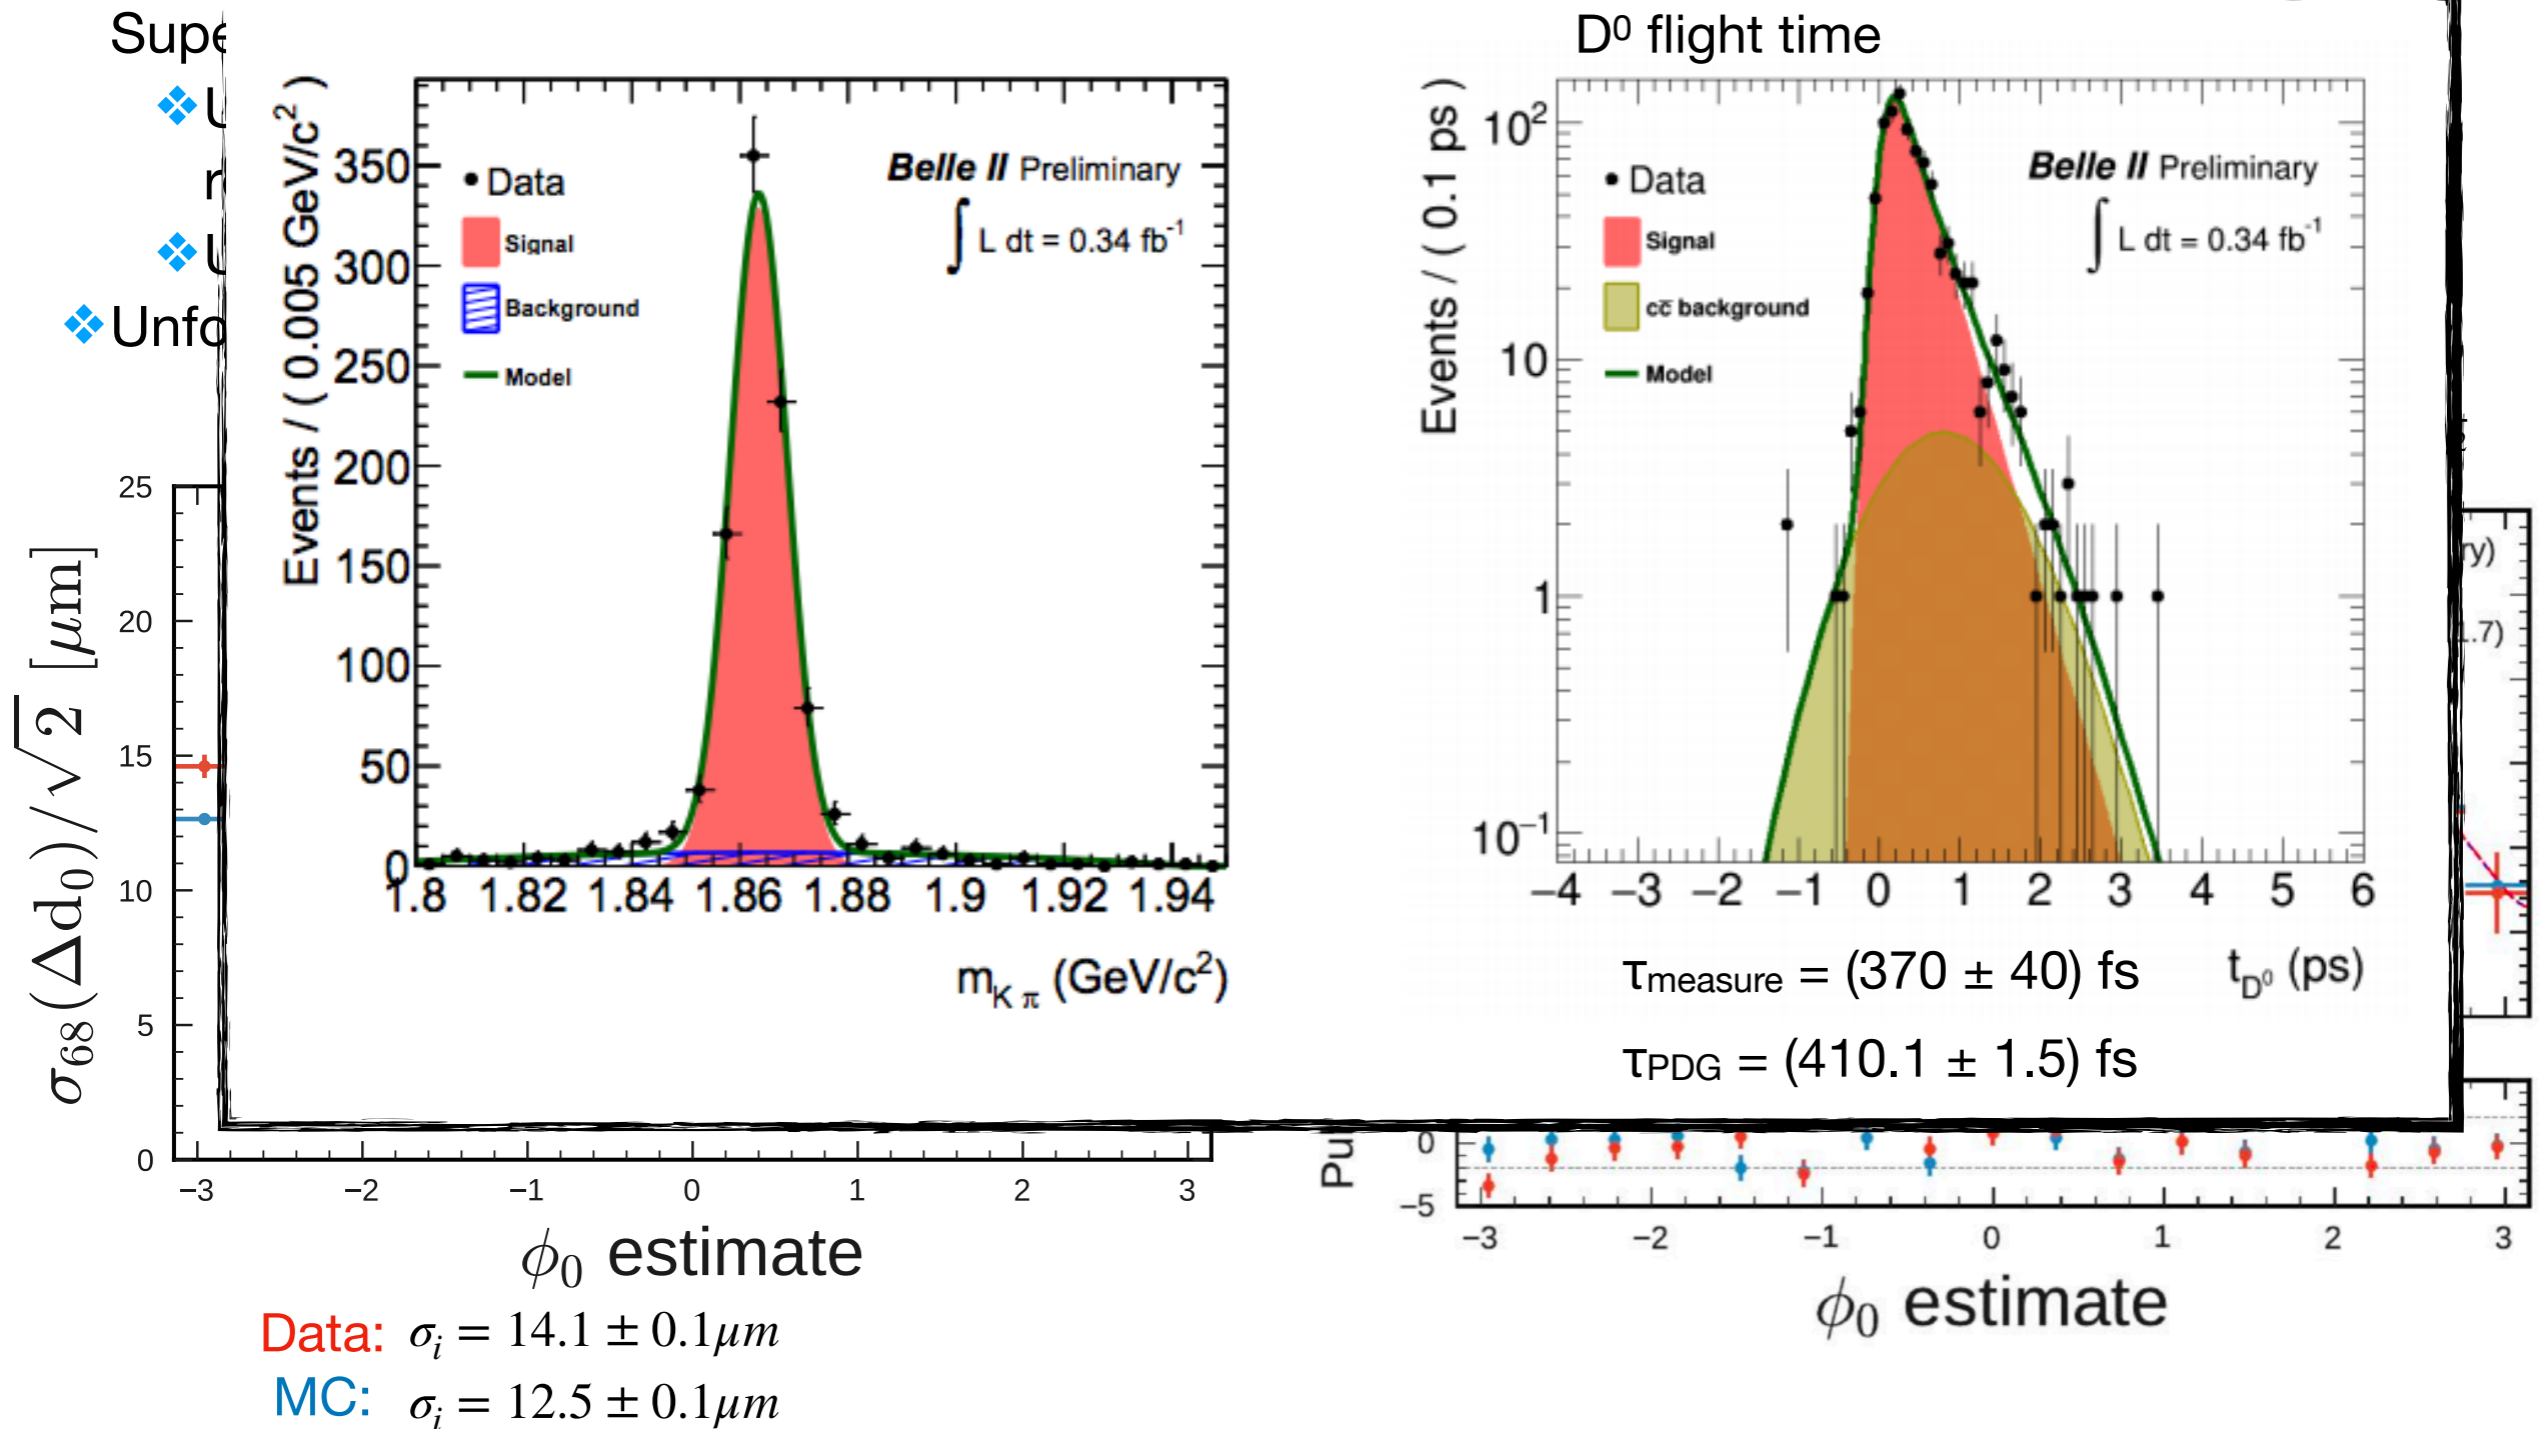 D⁰ flight time
Events / ( 0.005 GeV/c² )
350
300
250
200
150
100
50
0
Data
Signal
Background
Model
Belle II Preliminary
∫ L dt = 0.34 fb⁻¹
1.8 1.82 1.84 1.86 1.88 1.9 1.92 1.94
m_{K π} (GeV/c²)
Events / ( 0.1 ps )
10²
10
1
10⁻¹
Data
Signal
cc̄ background
Model
Belle II Preliminary
∫ L dt = 0.34 fb⁻¹
−4 −3 −2 −1 0 1 2 3 4 5 6
t_{D⁰} (ps)
τmeasure = (370 ± 40) fs
τPDG = (410.1 ± 1.5) fs
σ₆₈(Δd₀)/√2 [μm]
25
20
15
10
5
0
−3 −2 −1 0 1 2 3
ϕ₀ estimate
Data: σᵢ = 14.1 ± 0.1μm
MC: σᵢ = 12.5 ± 0.1μm
0
−5
−3 −2 −1 0 1 2 3
ϕ₀ estimate